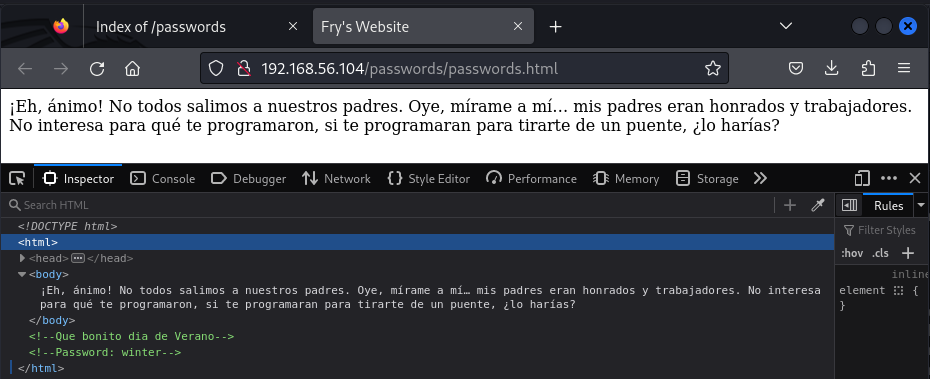 Index of /passwords
Fry's Website
192.168.56.104/passwords/passwords.html
¡Eh, ánimo! No todos salimos a nuestros padres. Oye, mírame a mí... mis padres eran honrados y trabajadores.
No interesa para qué te programaron, si te programaran para tirarte de un puente, ¿lo harías?
Inspector Console Debugger Network Style Editor Performance Memory Storage
Search HTML Rules
<!DOCTYPE html> Filter Styles
<html>
<head> </head> :hov .cls
<body> inline
¡Eh, ánimo! No todos salimos a nuestros padres. Oye, mírame a mí… mis padres eran honrados y trabajadores. No interesa element {
para qué te programaron, si te programaran para tirarte de un puente, ¿lo harías? }
</body>
<!--Que bonito dia de Verano-->
<!--Password: winter-->
</html>